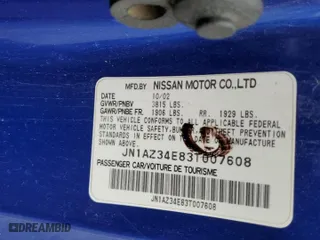 MFD.BY NISSAN MOTOR CO.,LTD
DATE 10/02
GVWR/PNBV 3815 LBS.
GAWR/PNBE FR. 1906 LBS. RR. 1929 LBS.
THIS VEHICLE CONFORMS TO ALL APPLICABLE FEDERAL
MOTOR VEHICLE SAFETY, THEFT PREVENTION
STANDARDS IN EFFECT ON THE DATE OF MANUFACTURE
SHOWN ABOVE.
JN1AZ34E83T007608
PASSENGER CAR/VOITURE DE TOURISME
JN1AZ34E83T007608
DREAMBID